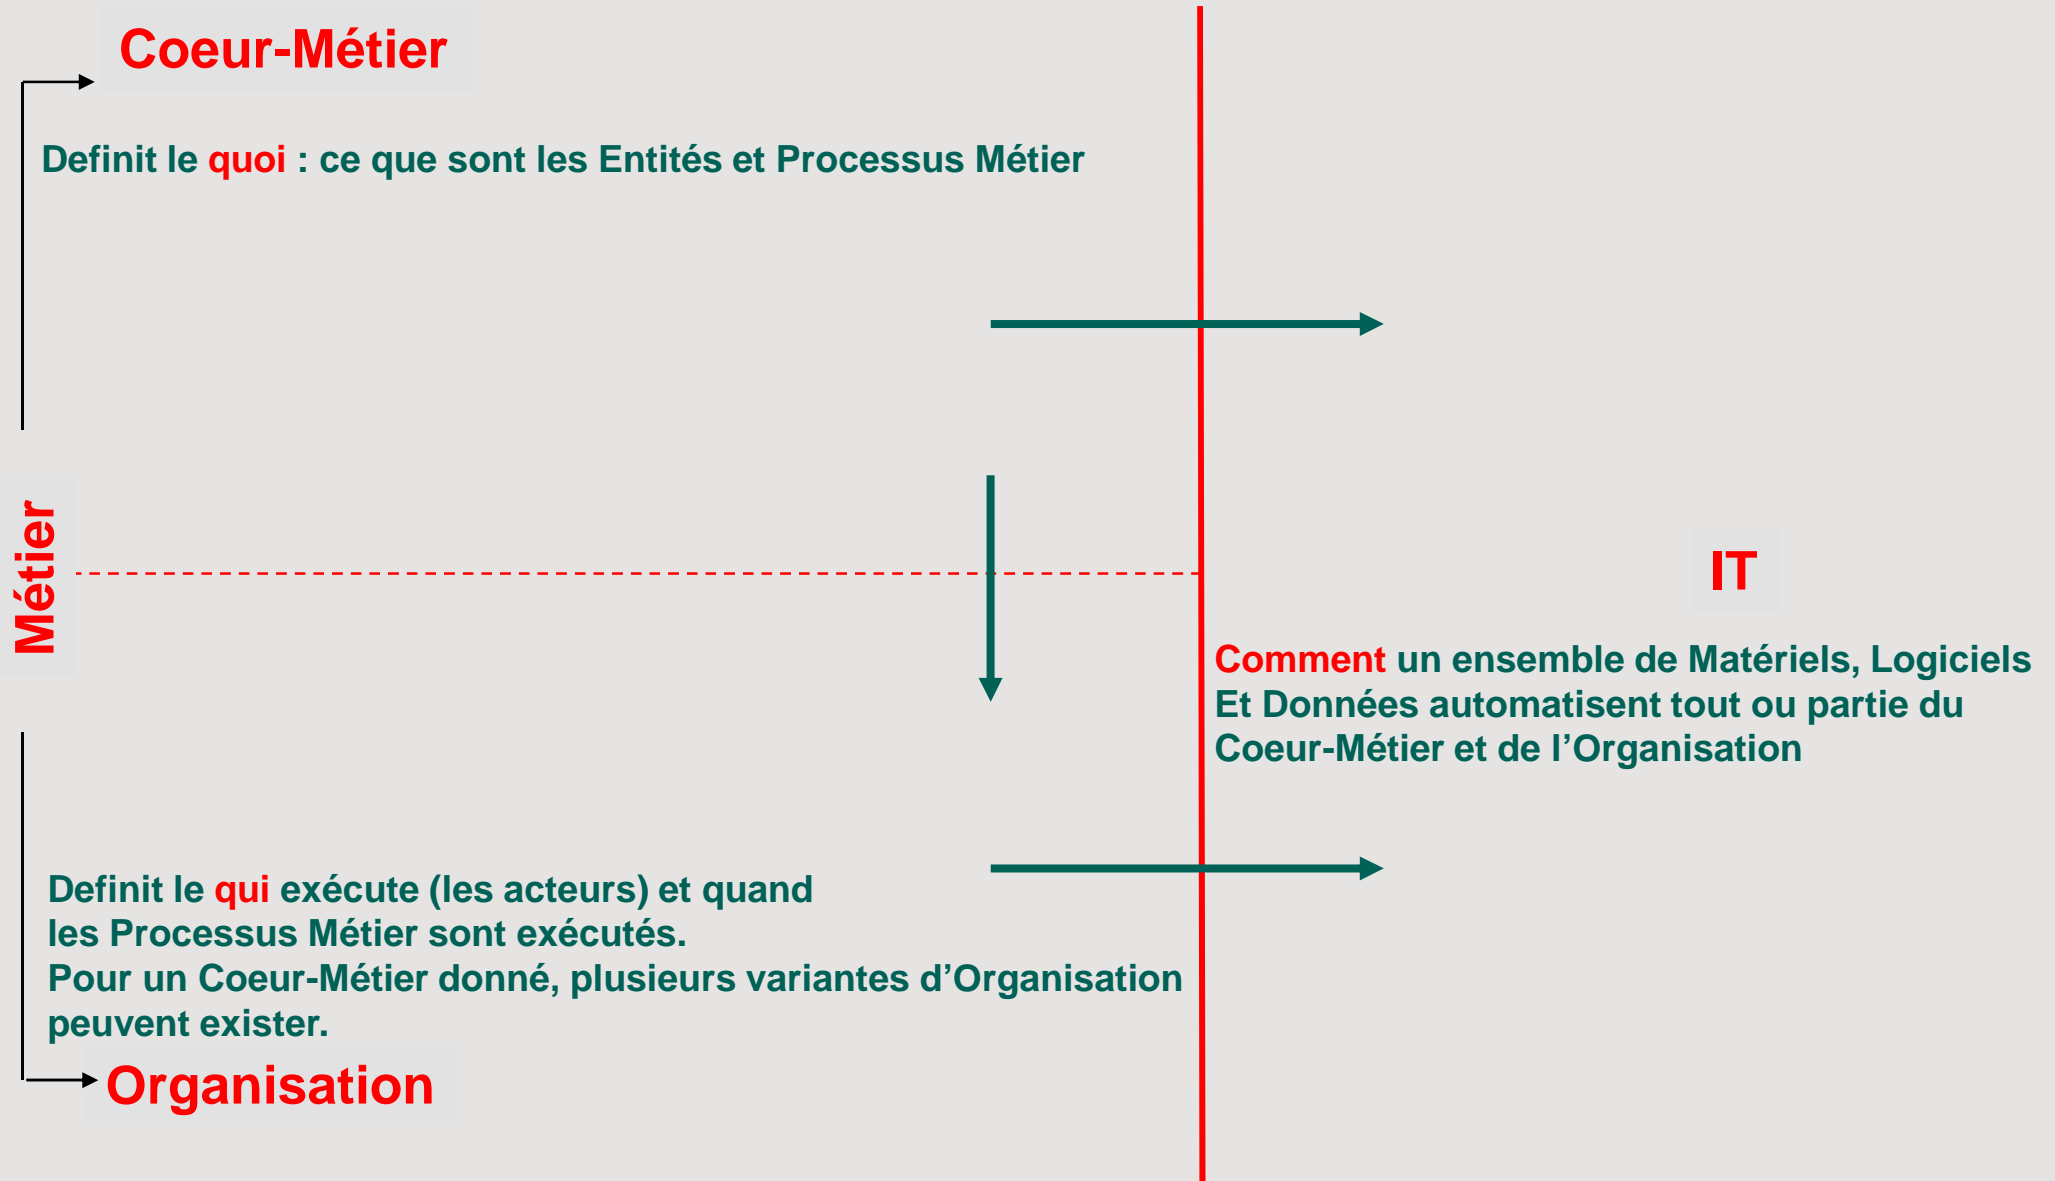 Coeur-Métier
Definit le quoi : ce que sont les Entités et Processus Métier
Métier
IT
Comment un ensemble de Matériels, Logiciels
Et Données automatisent tout ou partie du
Coeur-Métier et de l’Organisation
Definit le qui exécute (les acteurs) et quand
les Processus Métier sont exécutés.
Pour un Coeur-Métier donné, plusieurs variantes d’Organisation
peuvent exister.
Organisation